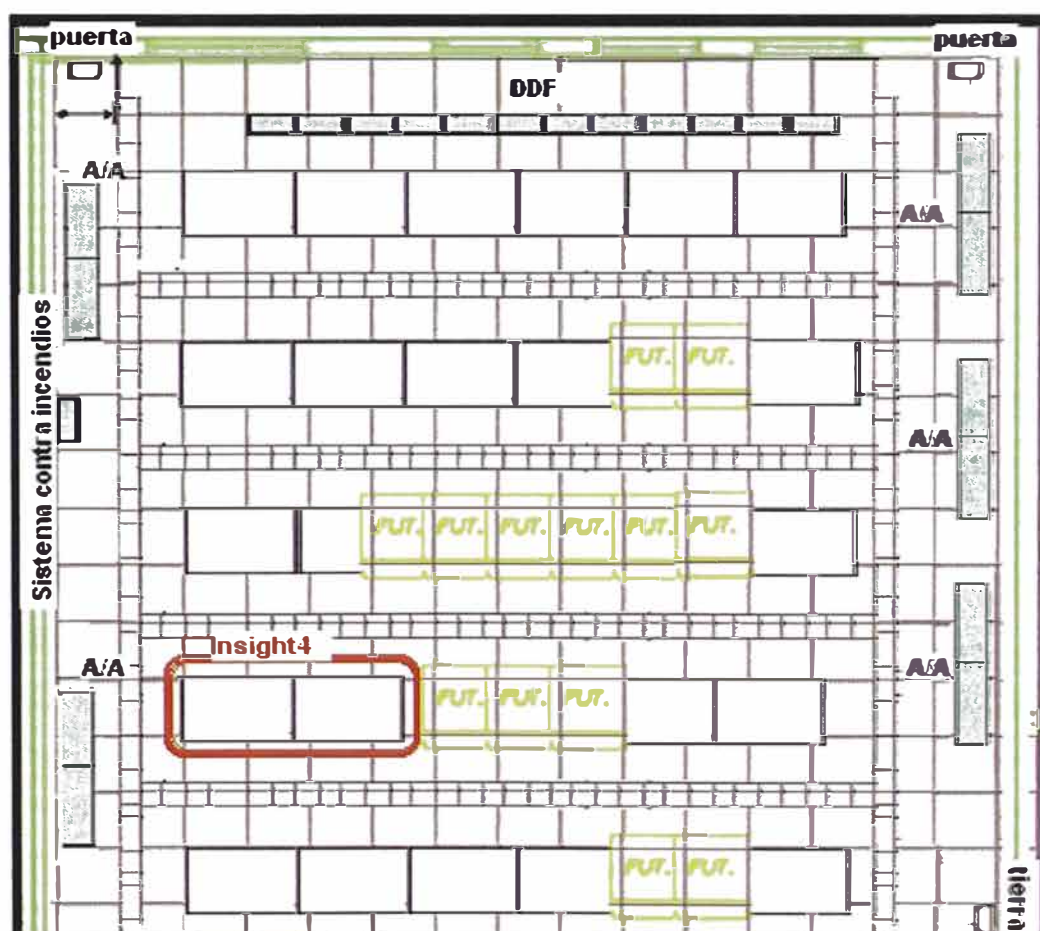 puerta
puerta
DDF
A/A
A/A
Sistema contra incendios
FUT. FUT.
A/A
FUT. FUT. FUT. FUT. FUT. FUT.
Insight4
A/A
A/A
FUT. FUT. FUT.
FUT. FUT.
tierra